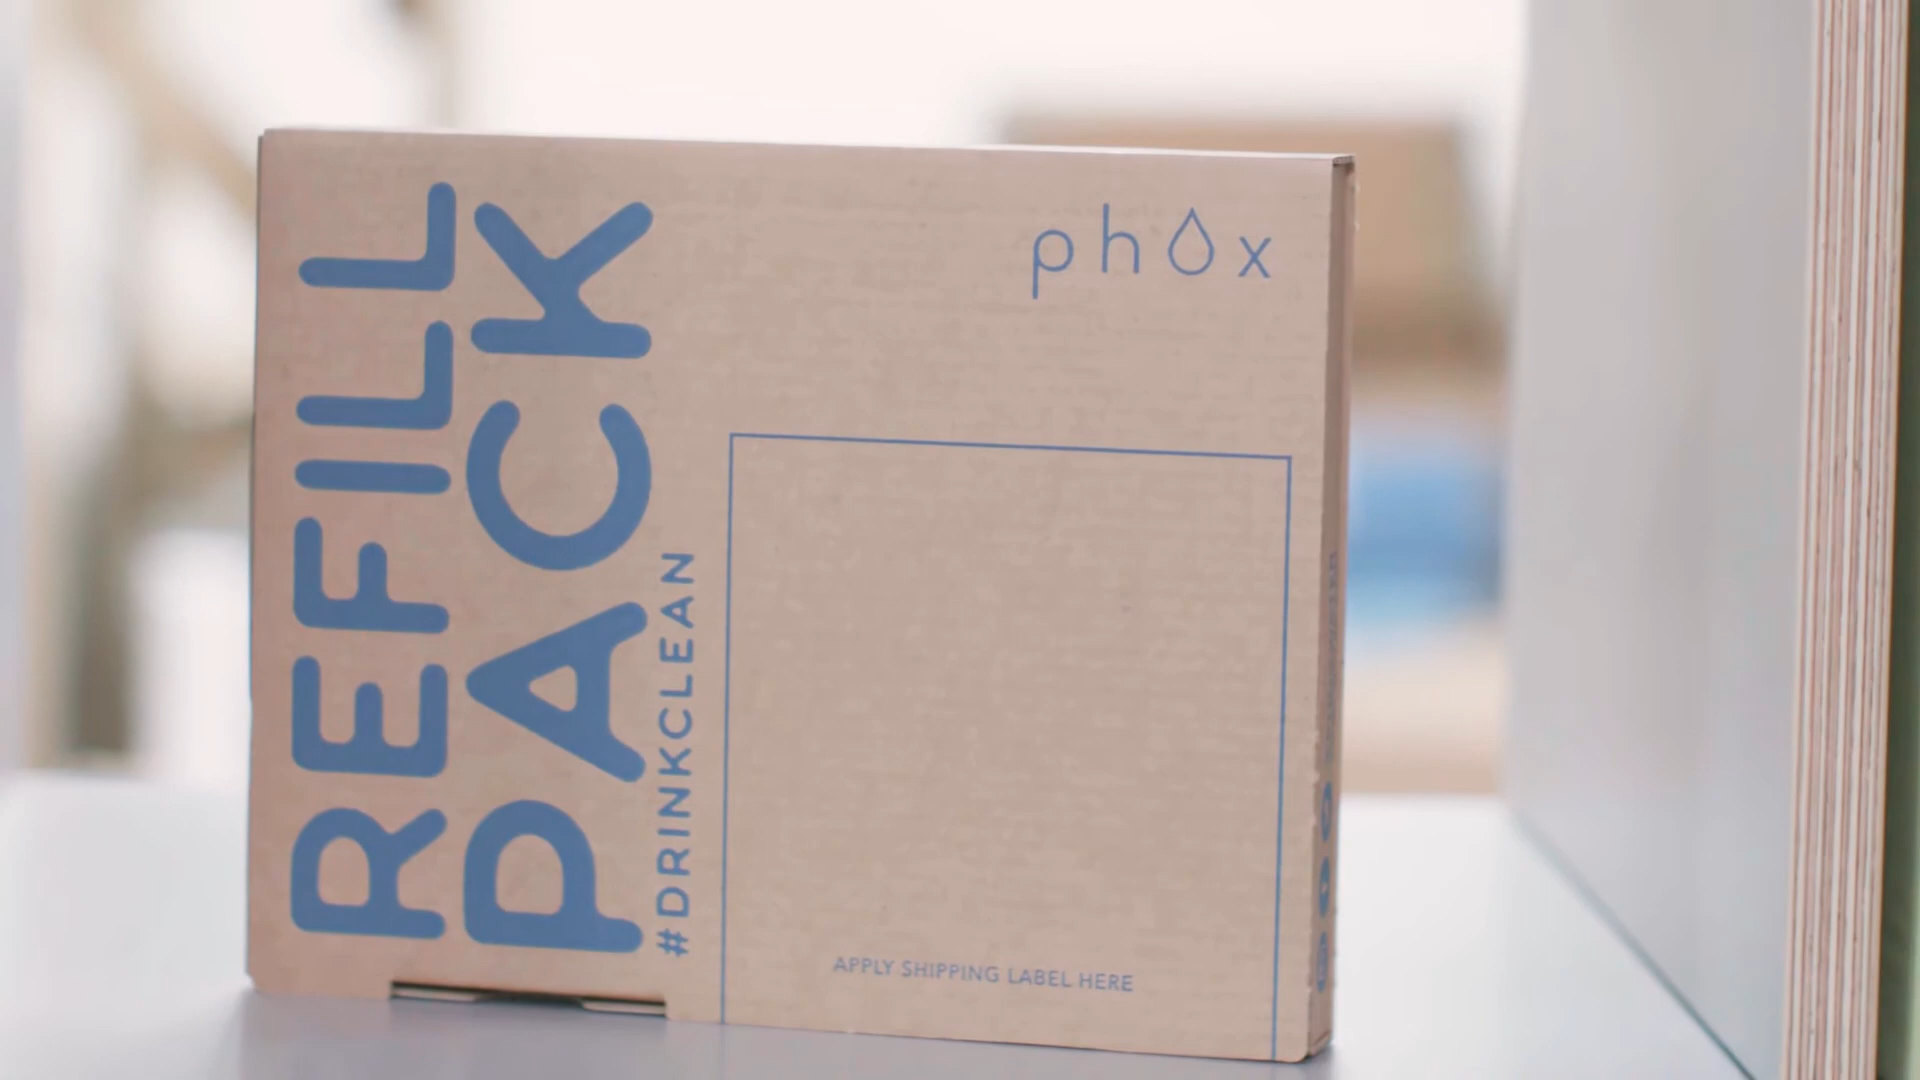 REFILL
PACK
#DRINKCLEAN
phox
APPLY SHIPPING LABEL HERE